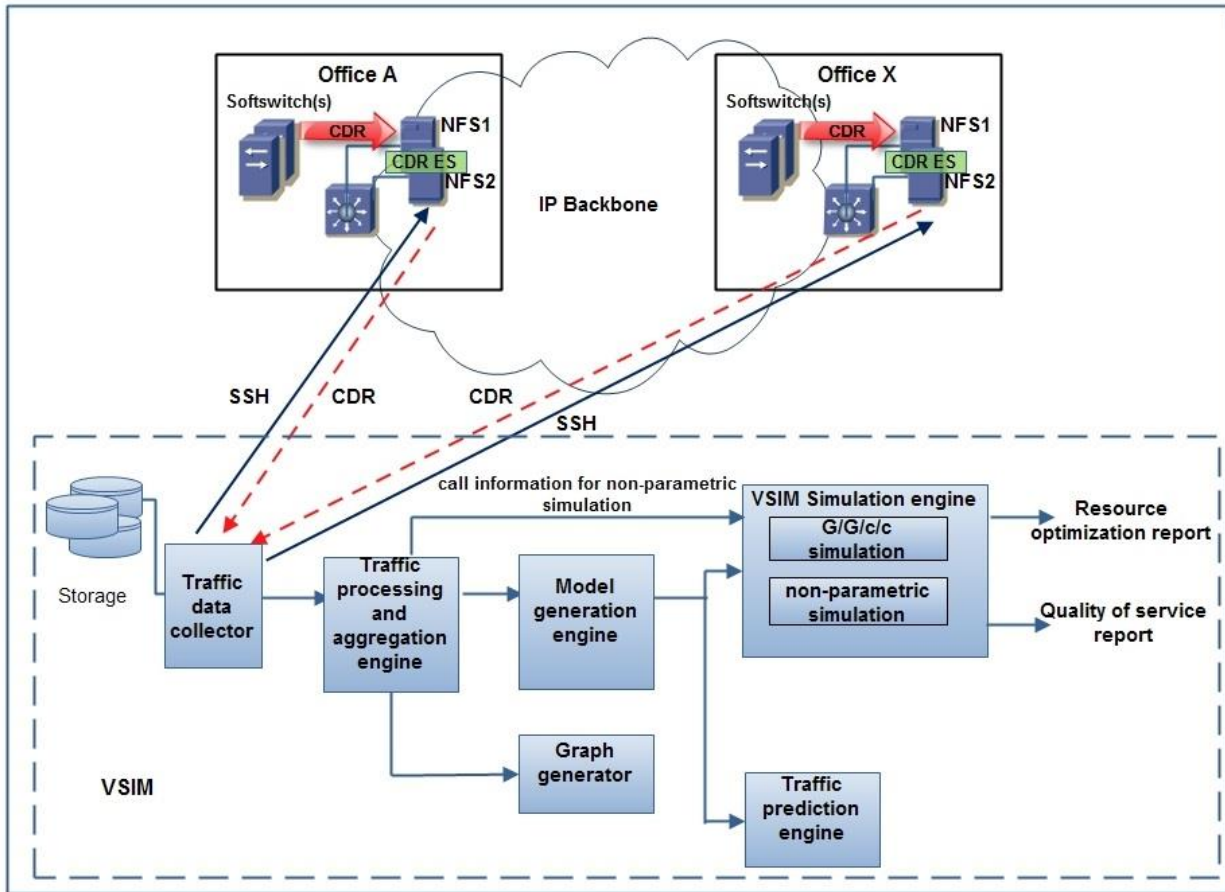 Office A
Softswitch(s)
CDR
NFS1
CDR ES
NFS2
IP Backbone
Office X
Softswitch(s)
CDR
NFS1
CDR ES
NFS2
SSH
CDR
CDR
SSH
Storage
Traffic
data
collector
Traffic
processing
and
aggregation
engine
call information for non-parametric
simulation
Model
generation
engine
VSIM Simulation engine
G/G/c/c
simulation
non-parametric
simulation
Resource
optimization report
Quality of service
report
Graph
generator
Traffic
prediction
engine
VSIM